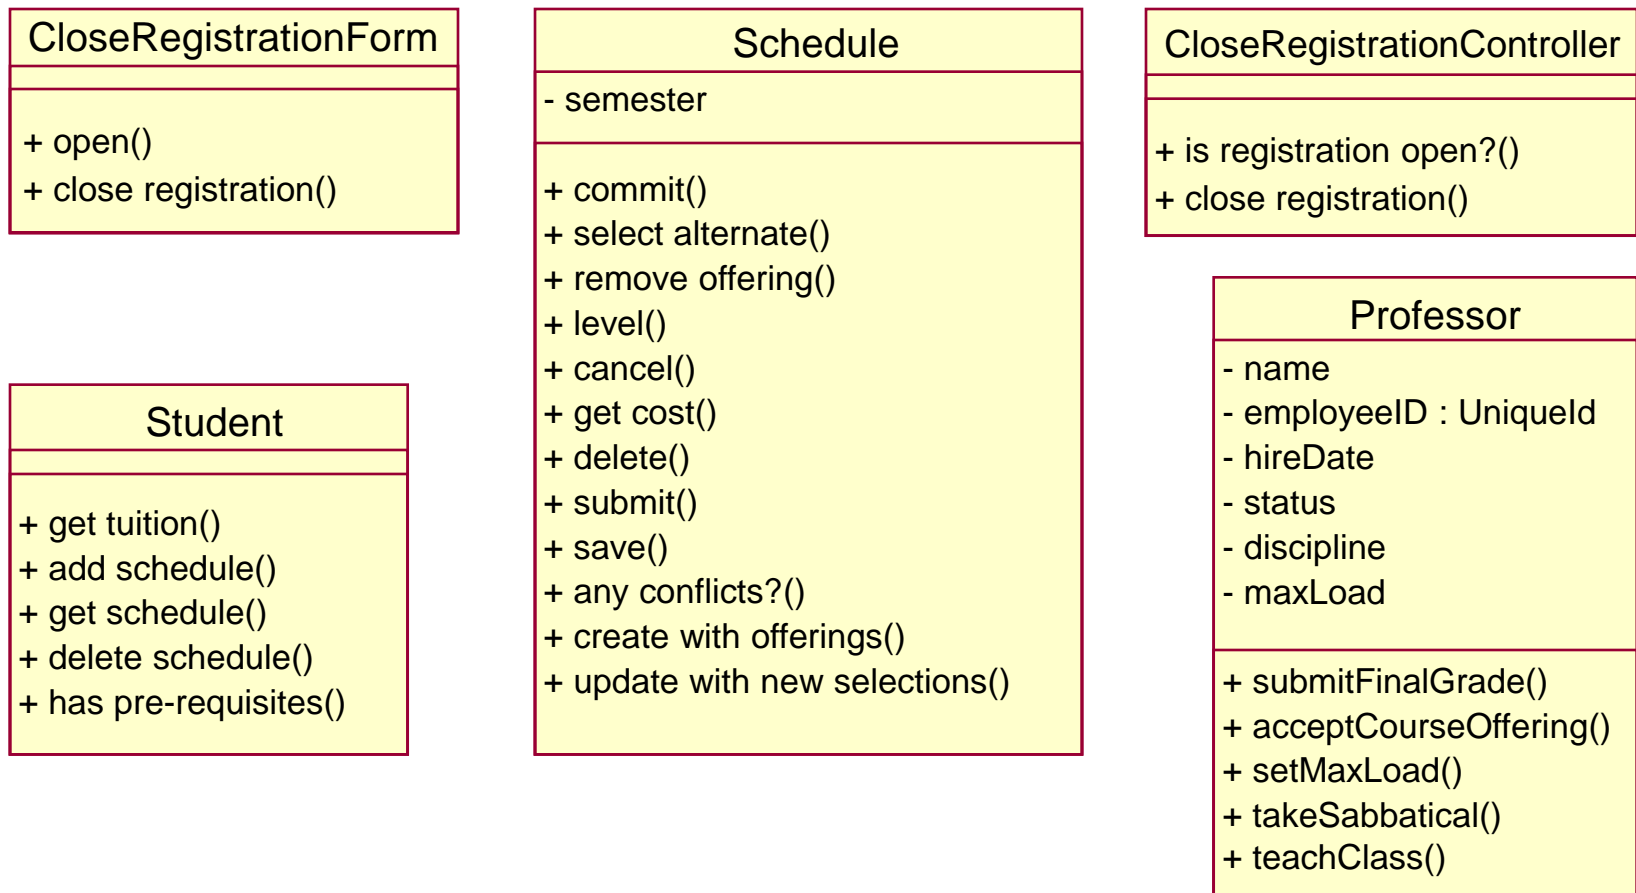 CloseRegistrationForm
+ open()
+ close registration()
Schedule
- semester
+ commit()
+ select alternate()
+ remove offering()
+ level()
+ cancel()
+ get cost()
+ delete()
+ submit()
+ save()
+ any conflicts?()
+ create with offerings()
+ update with new selections()
CloseRegistrationController
+ is registration open?()
+ close registration()
Student
+ get tuition()
+ add schedule()
+ get schedule()
+ delete schedule()
+ has pre-requisites()
Professor
- name
- employeeID : UniqueId
- hireDate
- status
- discipline
- maxLoad
+ submitFinalGrade()
+ acceptCourseOffering()
+ setMaxLoad()
+ takeSabbatical()
+ teachClass()